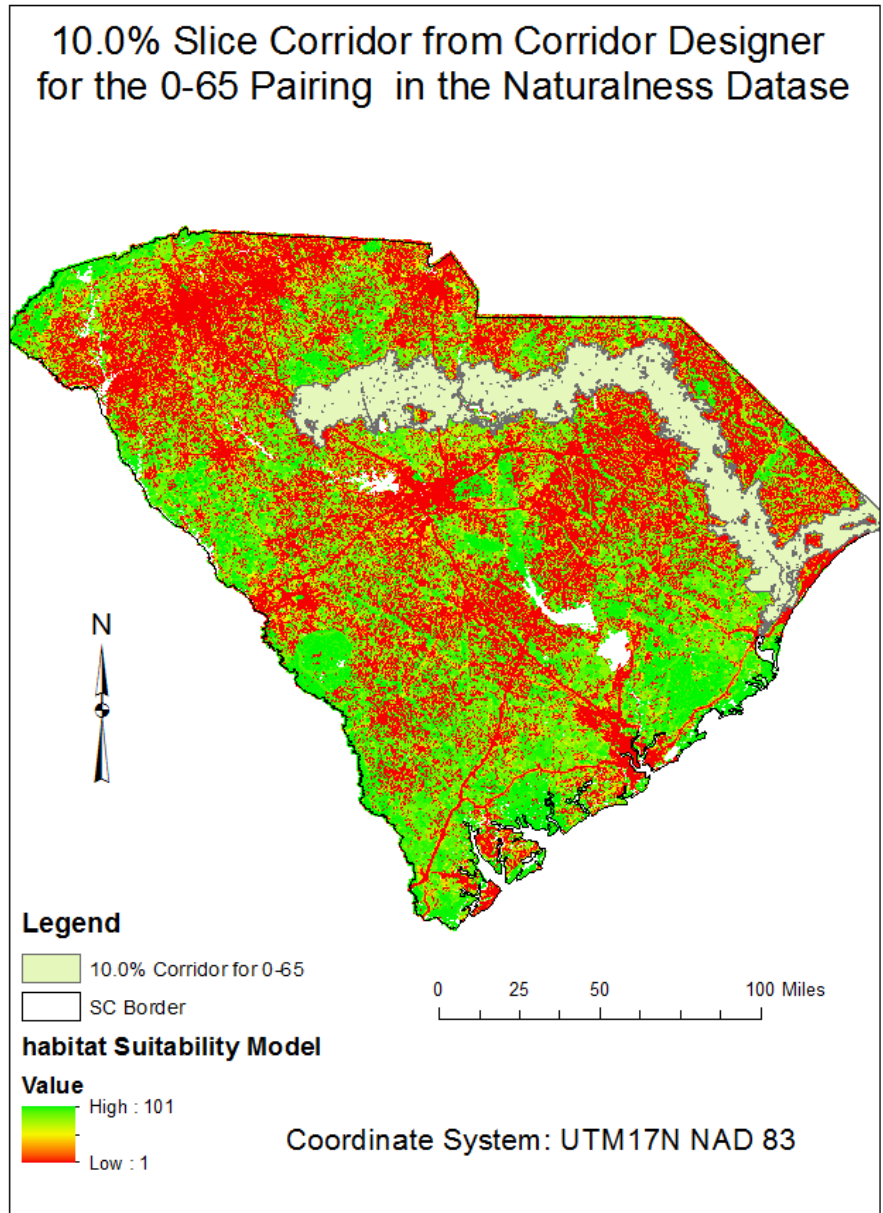 10.0% Slice Corridor from Corridor Designer
for the 0-65 Pairing in the Naturalness Datase
N
Legend
10.0% Corridor for 0-65
SC Border
0 25 50 100 Miles
habitat Suitability Model
Value
High : 101
Low : 1
Coordinate System: UTM17N NAD 83